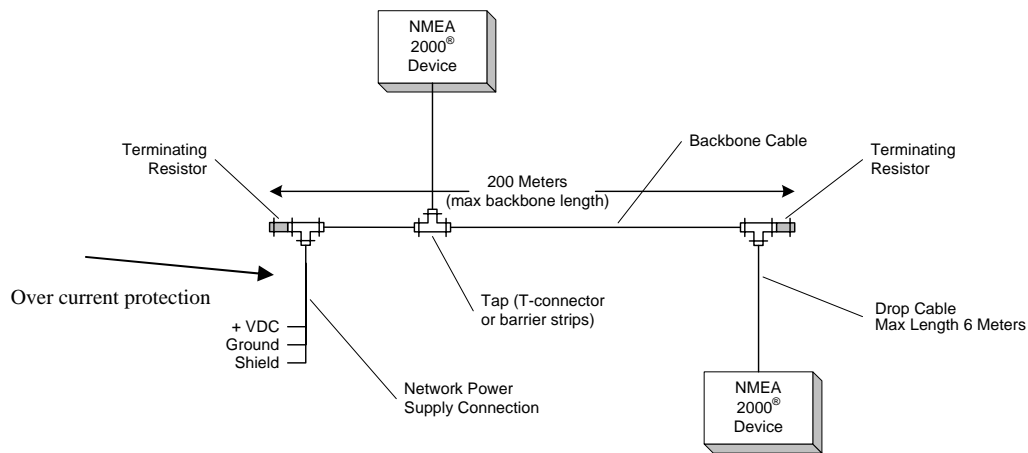 NMEA
2000®
Device
Terminating
Resistor
Backbone Cable
Terminating
Resistor
200 Meters
(max backbone length)
Over current protection
Tap (T-connector
or barrier strips)
Drop Cable
Max Length 6 Meters
+ VDC
Ground
Shield
Network Power
Supply Connection
NMEA
2000®
Device